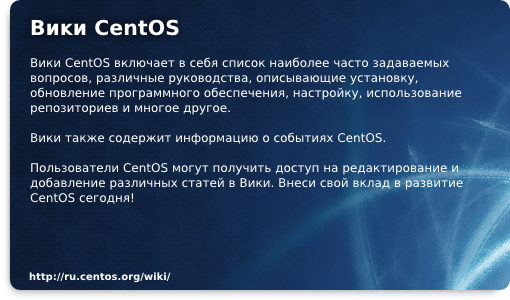 Вики CentOS
Вики CentOS включает в себя список наиболее часто задаваемых
вопросов, различные руководства, описывающие установку,
обновление программного обеспечения, настройку, использование
репозиториев и многое другое.
Вики также содержит информацию о событиях CentOS.
Пользователи CentOS могут получить доступ на редактирование и
добавление различных статей в Вики. Внеси свой вклад в развитие
CentOS сегодня!
http://ru.centos.org/wiki/